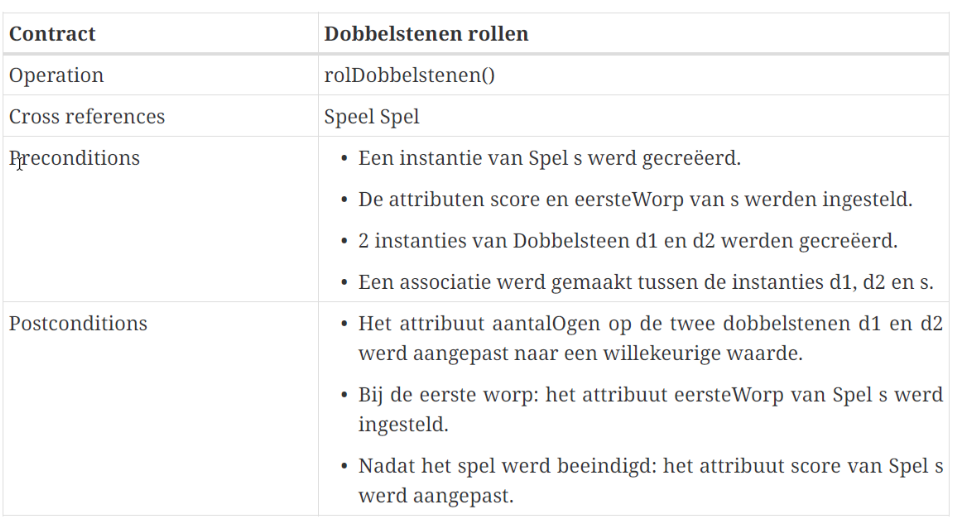 Contract Dobbelstenen rollen
Operation rolDobbelstenen()
Cross references Speel Spel
Preconditions • Een instantie van Spel s werd gecreëerd.
• De attributen score en eersteWorp van s werden ingesteld.
• 2 instanties van Dobbelsteen d1 en d2 werden gecreëerd.
• Een associatie werd gemaakt tussen de instanties d1, d2 en s.
Postconditions • Het attribuut aantalOgen op de twee dobbelstenen d1 en d2
werd aangepast naar een willekeurige waarde.
• Bij de eerste worp: het attribuut eersteWorp van Spel s werd
ingesteld.
• Nadat het spel werd beeindigd: het attribuut score van Spel s
werd aangepast.